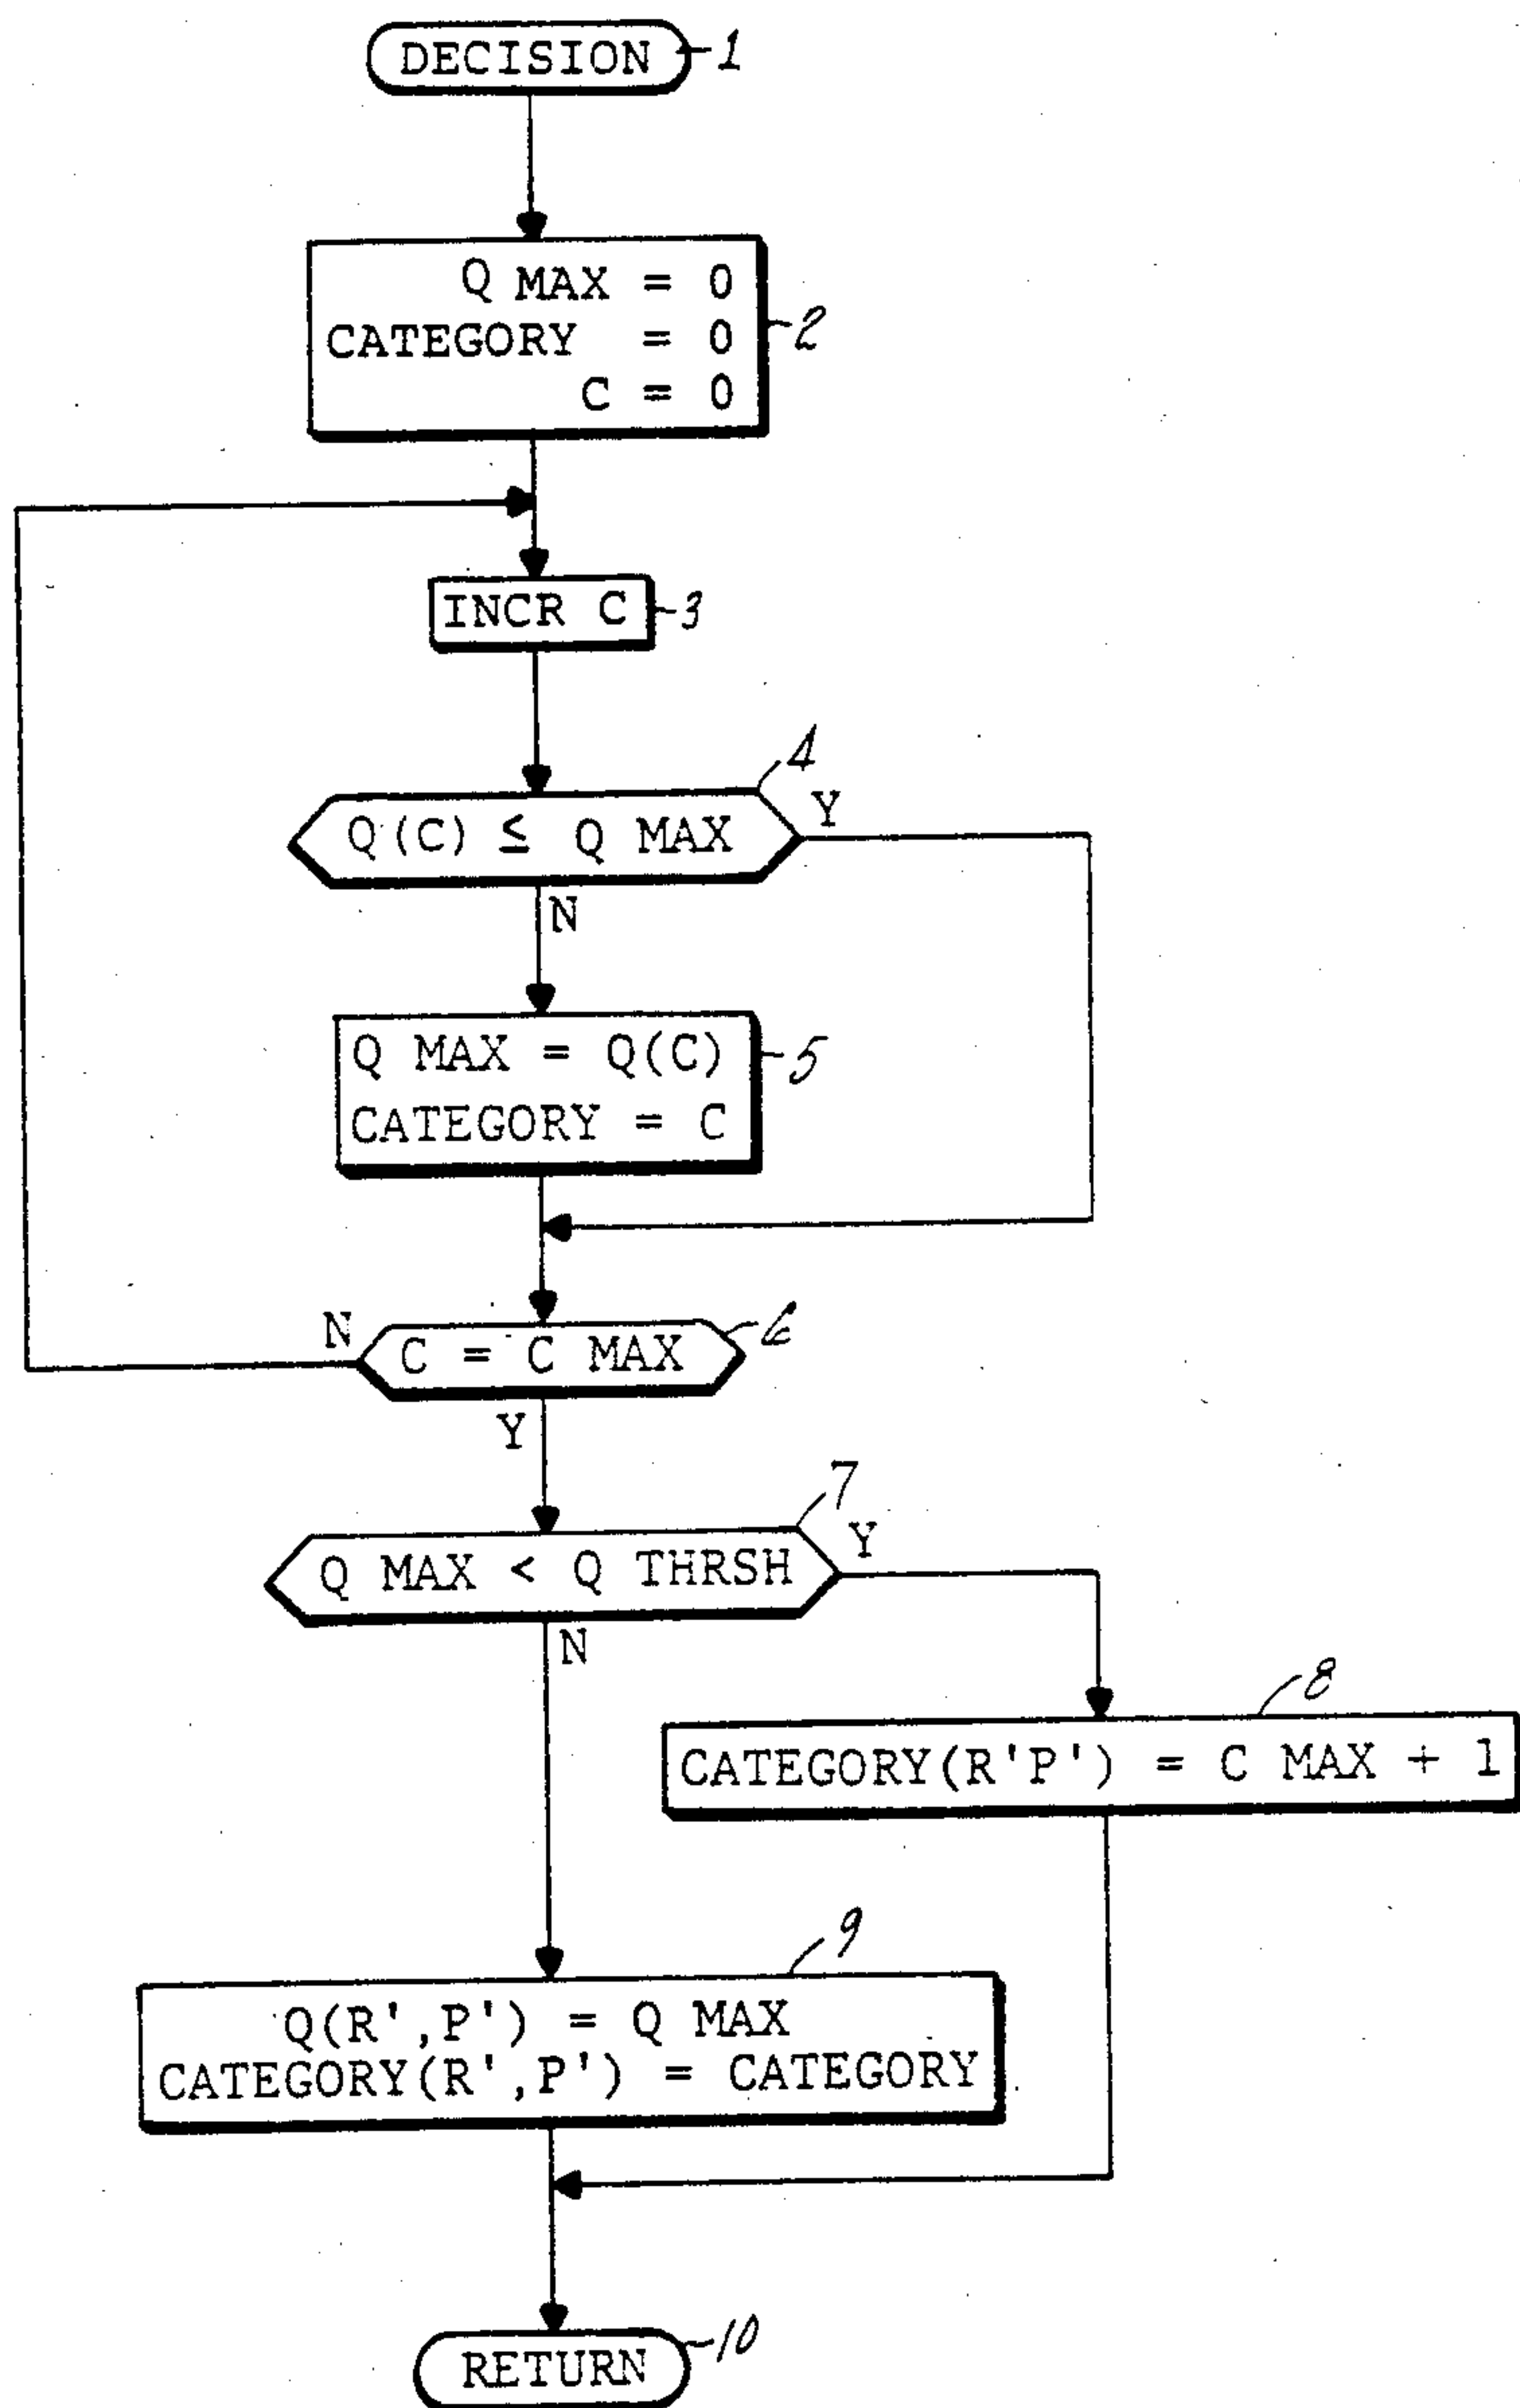 DECISION 1
Q MAX = 0
CATEGORY = 0
C = 0
2
INCR C 3
4
Q(C) ≤ Q MAX Y
N
Q MAX = Q(C)
CATEGORY = C
5
N C = C MAX 6
Y
7
Q MAX < Q THRSH Y
N
8
CATEGORY(R'P') = C MAX + 1
9
Q(R',P') = Q MAX
CATEGORY(R',P') = CATEGORY
RETURN 10